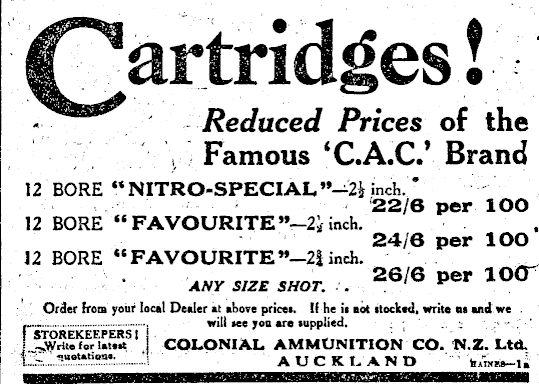 Cartridges!
Reduced Prices of the
Famous 'C.A.C.' Brand
12 BORE "NITRO-SPECIAL"—2½ inch.
22/6 per 100
12 BORE "FAVOURITE"—2½ inch.
24/6 per 100
12 BORE "FAVOURITE"—2¾ inch.
26/6 per 100
ANY SIZE SHOT.
Order from your local Dealer at above prices. If he is not stocked, write us and we
will see you are supplied.
STOREKEEPERS!
Write for latest
quotations.
COLONIAL AMMUNITION CO. N.Z. Ltd.
AUCKLAND
HAINES—1a